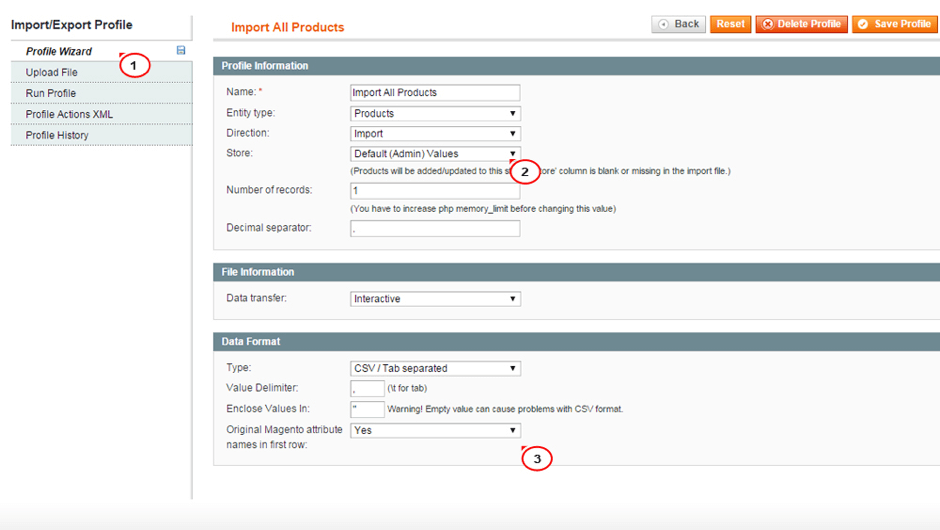 Import/Export Profile
Profile Wizard
1
Upload File
Run Profile
Profile Actions XML
Profile History
Import All Products
Back
Reset
Delete Profile
Save Profile
Profile Information
Name: *
Import All Products
Entity type:
Products
Direction:
Import
Store:
Default (Admin) Values
(Products will be added/updated to this 2 column is blank or missing in the import file.)
Number of records:
1
(You have to increase php memory_limit before changing this value)
Decimal separator:
.
File Information
Data transfer:
Interactive
Data Format
Type:
CSV / Tab separated
Value Delimiter:
,
(\t for tab)
Enclose Values In:
"
Warning! Empty value can cause problems with CSV format.
Original Magento attribute
names in first row:
Yes
3